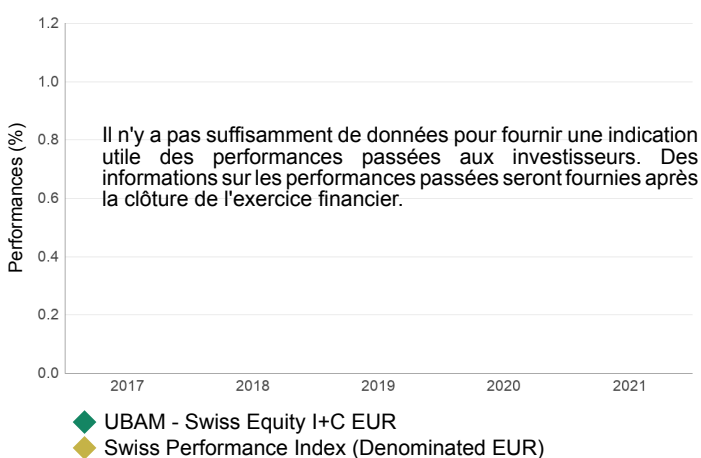 1.2
1.0
0.8
0.6
0.4
0.2
0.0
Performances (%)
Il n'y a pas suffisamment de données pour fournir une indication
utile des performances passées aux investisseurs. Des
informations sur les performances passées seront fournies après
la clôture de l'exercice financier.
2017 2018 2019 2020 2021
UBAM - Swiss Equity I+C EUR
Swiss Performance Index (Denominated EUR)